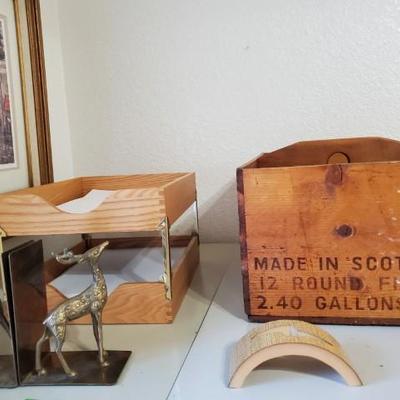 MADE IN SCOT
12 ROUND F
2.40 GALLONS